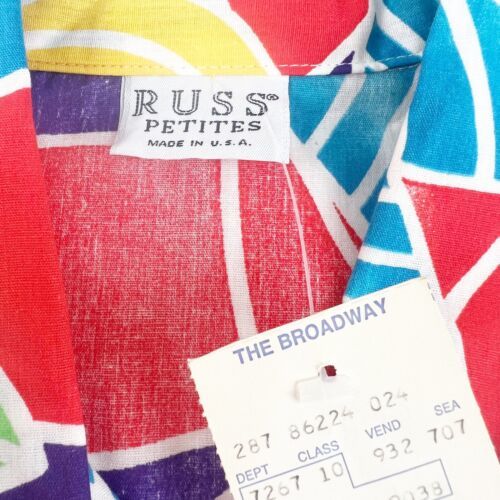 RUSS®
PETITES
MADE IN U.S.A.
THE BROADWAY
287 86224 024
DEPT CLASS VEND SEA
7267 10 932 707